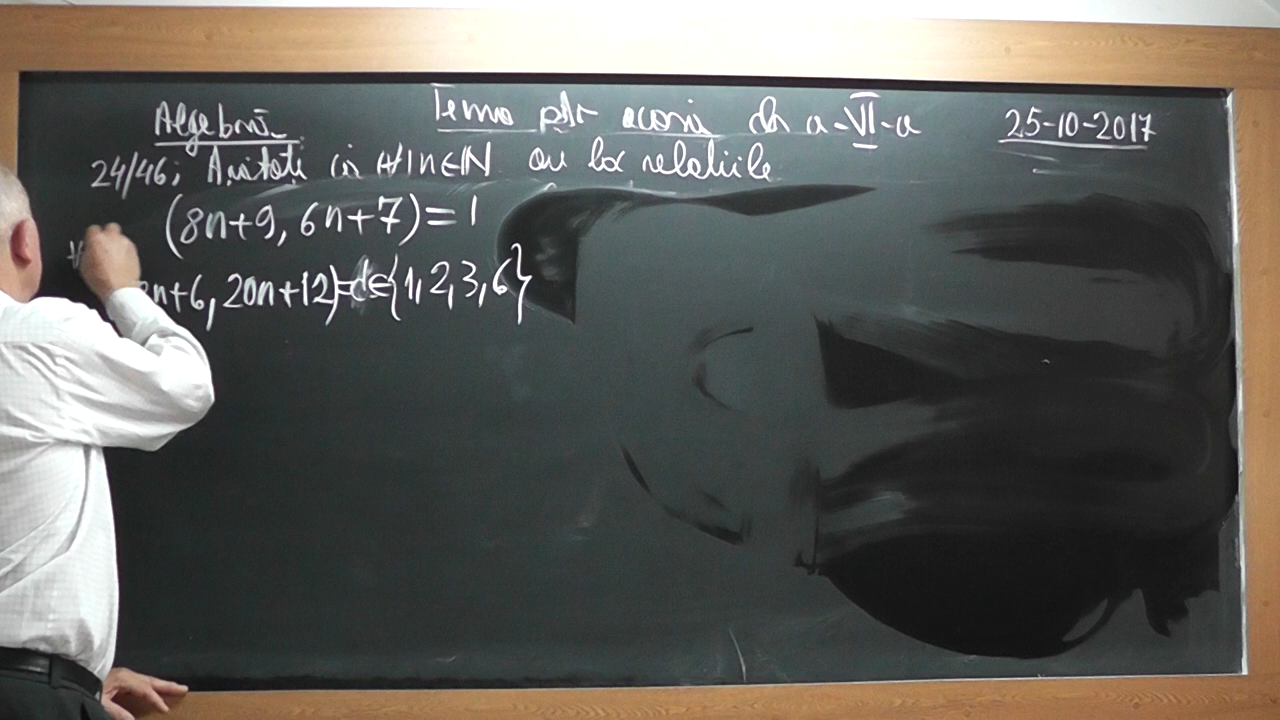 Algebră Temă ptr acasă cls a-VI-a 25-10-2017
24/46; Arătați că ∀ n∈N au loc relațiile
(8n+9, 6n+7)=1
n+6, 20n+12)=d∈{1,2,3,6}